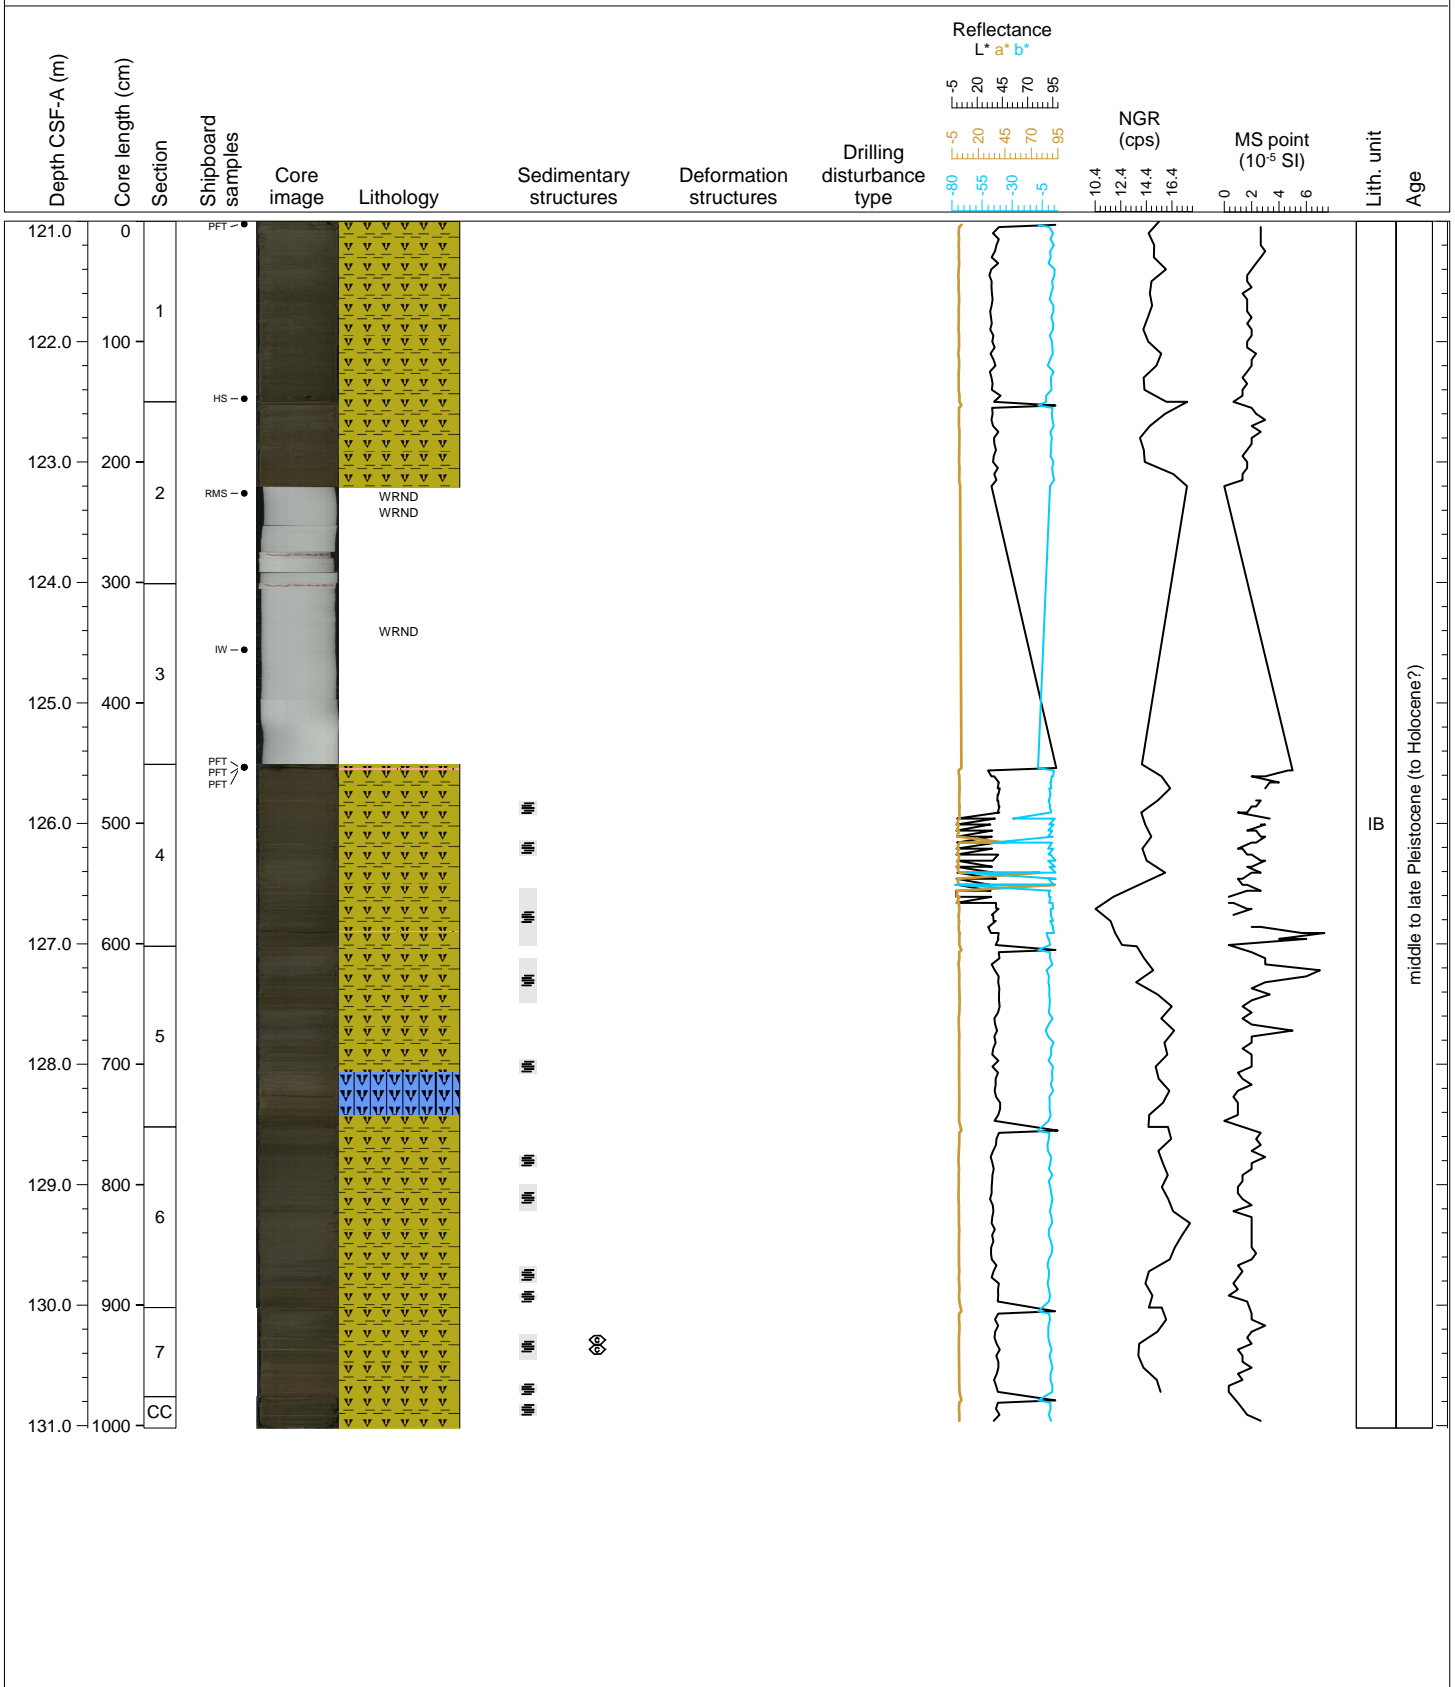 Reflectance
L* a* b*
-5 20 45 70 95
-5 20 45 70 95
-80 -55 -30 -5
Depth CSF-A (m)
Core length (cm)
Section
Shipboard
samples
Core
image
Lithology
Sedimentary
structures
Deformation
structures
Drilling
disturbance
type
NGR
(cps)
10.4 12.4 14.4 16.4
MS point
(10-5 SI)
0 2 4 6
Lith. unit
Age
121.0 0 PFT
1
122.0 100
HS
123.0 200
2 RMS WRND
WRND
124.0 300
WRND
IW
3
125.0 400
PFT
PFT
PFT
126.0 500 IB
4
127.0 600
middle to late Pleistocene (to Holocene?)
5
128.0 700
129.0 800
6
130.0 900
7
c
c
CC
131.0 1000